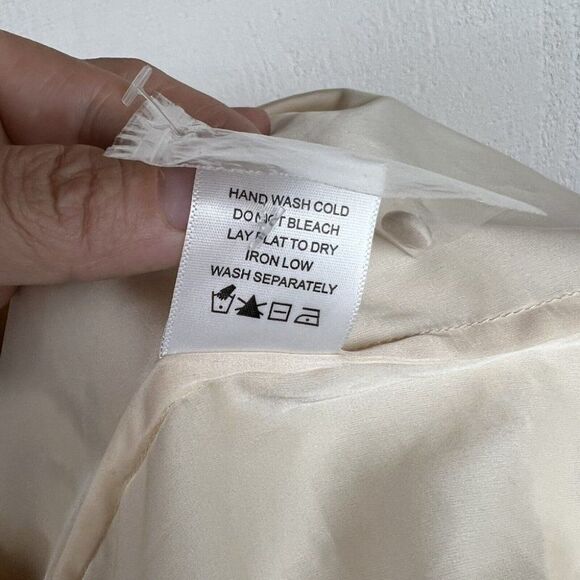 HAND WASH COLD
DO NOT BLEACH
LAY FLAT TO DRY
IRON LOW
WASH SEPARATELY